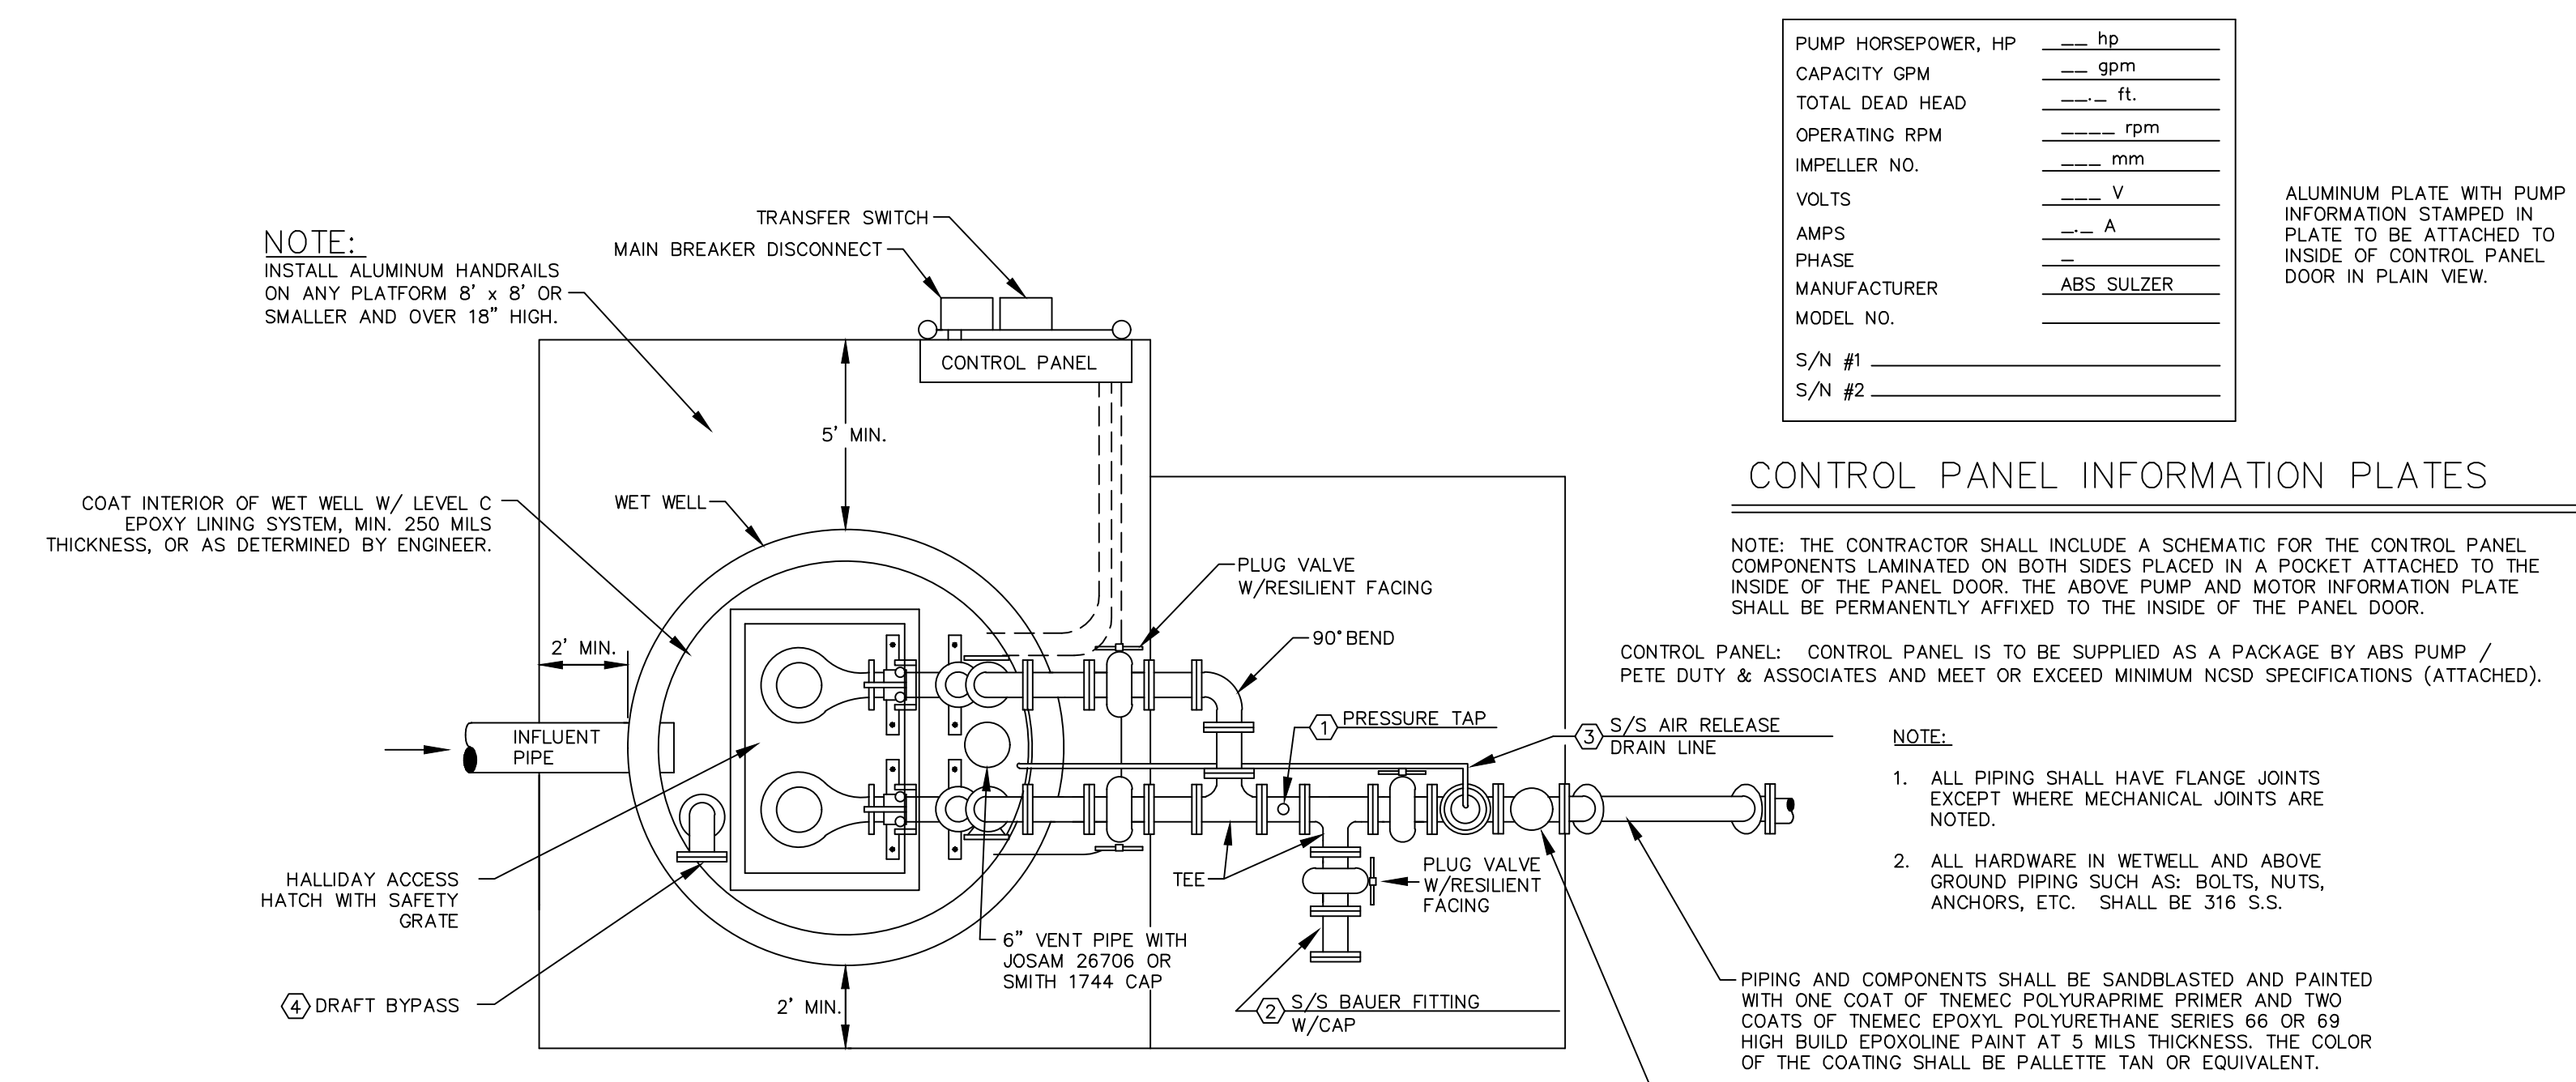 PUMP HORSEPOWER, HP __ hp
CAPACITY GPM __ gpm
TOTAL DEAD HEAD __._ ft.
OPERATING RPM ____ rpm
IMPELLER NO. ___ mm
VOLTS ___ V
AMPS _._ A
PHASE _
MANUFACTURER ABS SULZER
MODEL NO.
S/N #1
S/N #2
ALUMINUM PLATE WITH PUMP
INFORMATION STAMPED IN
PLATE TO BE ATTACHED TO
INSIDE OF CONTROL PANEL
DOOR IN PLAIN VIEW.
TRANSFER SWITCH
MAIN BREAKER DISCONNECT
NOTE:
INSTALL ALUMINUM HANDRAILS
ON ANY PLATFORM 8' x 8' OR
SMALLER AND OVER 18" HIGH.
CONTROL PANEL
5' MIN.
CONTROL PANEL INFORMATION PLATES
COAT INTERIOR OF WET WELL W/ LEVEL C
EPOXY LINING SYSTEM, MIN. 250 MILS
THICKNESS, OR AS DETERMINED BY ENGINEER.
WET WELL
NOTE: THE CONTRACTOR SHALL INCLUDE A SCHEMATIC FOR THE CONTROL PANEL
COMPONENTS LAMINATED ON BOTH SIDES PLACED IN A POCKET ATTACHED TO THE
INSIDE OF THE PANEL DOOR. THE ABOVE PUMP AND MOTOR INFORMATION PLATE
SHALL BE PERMANENTLY AFFIXED TO THE INSIDE OF THE PANEL DOOR.
PLUG VALVE
W/RESILIENT FACING
2' MIN.
90° BEND
CONTROL PANEL: CONTROL PANEL IS TO BE SUPPLIED AS A PACKAGE BY ABS PUMP /
PETE DUTY & ASSOCIATES AND MEET OR EXCEED MINIMUM NCSD SPECIFICATIONS (ATTACHED).
1 PRESSURE TAP
3 S/S AIR RELEASE
DRAIN LINE
INFLUENT
PIPE
NOTE:
1. ALL PIPING SHALL HAVE FLANGE JOINTS
EXCEPT WHERE MECHANICAL JOINTS ARE
NOTED.
2. ALL HARDWARE IN WETWELL AND ABOVE
GROUND PIPING SUCH AS: BOLTS, NUTS,
ANCHORS, ETC. SHALL BE 316 S.S.
HALLIDAY ACCESS
HATCH WITH SAFETY
GRATE
TEE
PLUG VALVE
W/RESILIENT
FACING
6" VENT PIPE WITH
JOSAM 26706 OR
SMITH 1744 CAP
4 DRAFT BYPASS
2' MIN.
2 S/S BAUER FITTING
W/CAP
PIPING AND COMPONENTS SHALL BE SANDBLASTED AND PAINTED
WITH ONE COAT OF TNEMEC POLYURAPRIME PRIMER AND TWO
COATS OF TNEMEC EPOXYL POLYURETHANE SERIES 66 OR 69
HIGH BUILD EPOXOLINE PAINT AT 5 MILS THICKNESS. THE COLOR
OF THE COATING SHALL BE PALLETTE TAN OR EQUIVALENT.